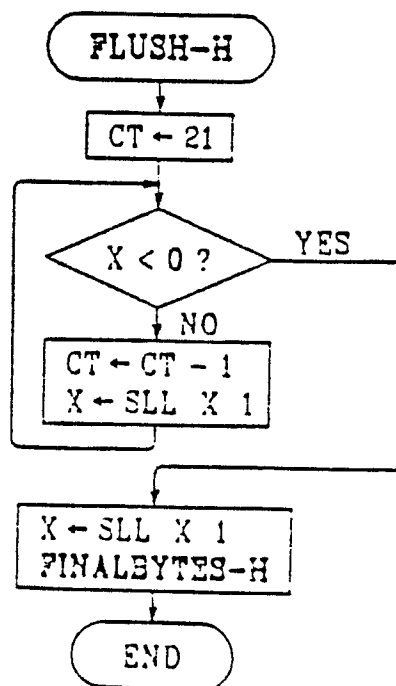 FLUSH-H
CT ← 21
X < 0 ?
YES
NO
CT ← CT - 1
X ← SLL X 1
X ← SLL X 1
FINALBYTES-H
END